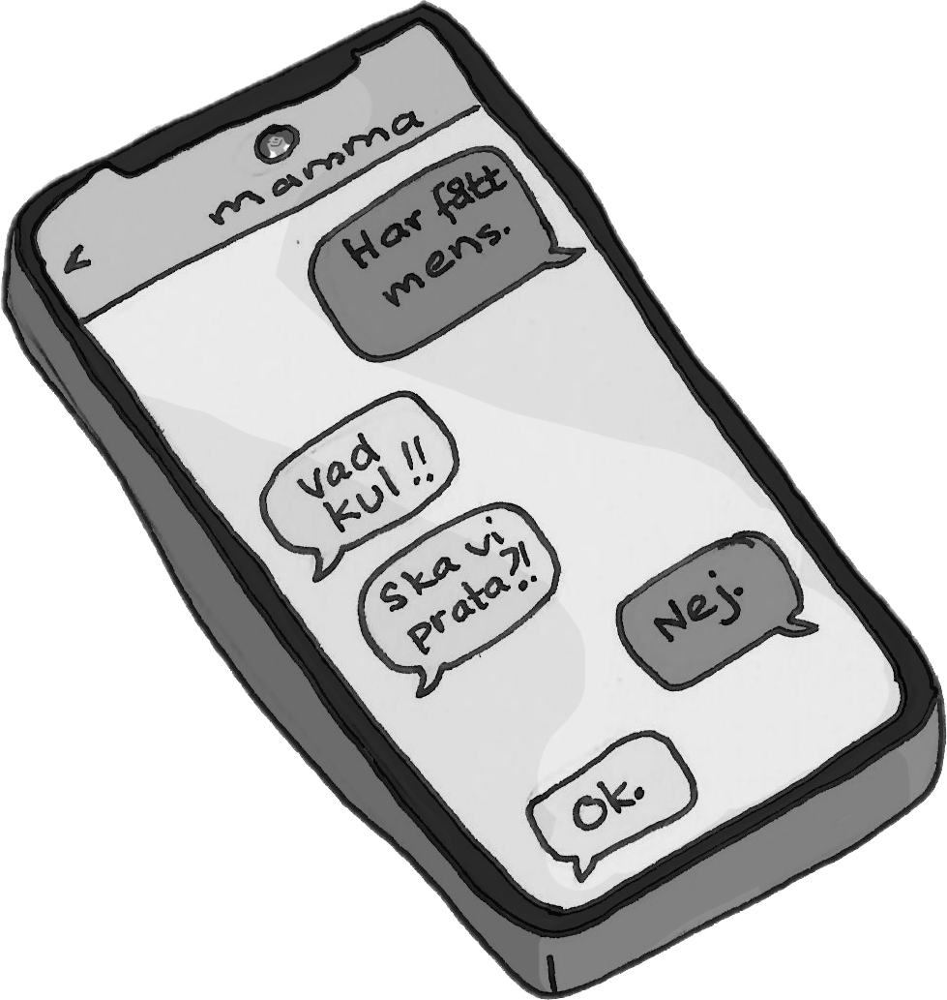 <
mamma
Har fått
mens.
Vad
kul!!
Ska vi
prata?!
Nej.
Ok.